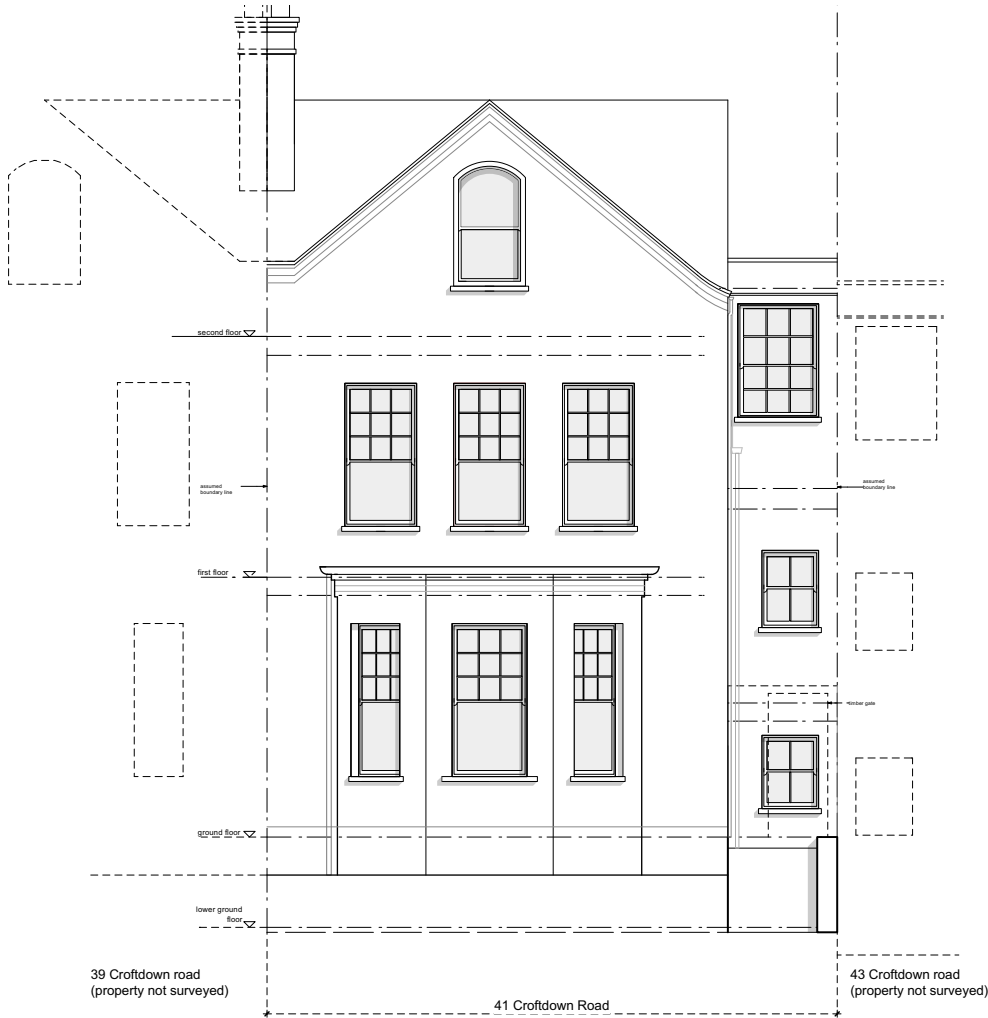 second floor
assumed
boundary line
assumed
boundary line
first floor
timber gate
ground floor
lower ground
floor
39 Croftdown road
(property not surveyed)
43 Croftdown road
(property not surveyed)
41 Croftdown Road